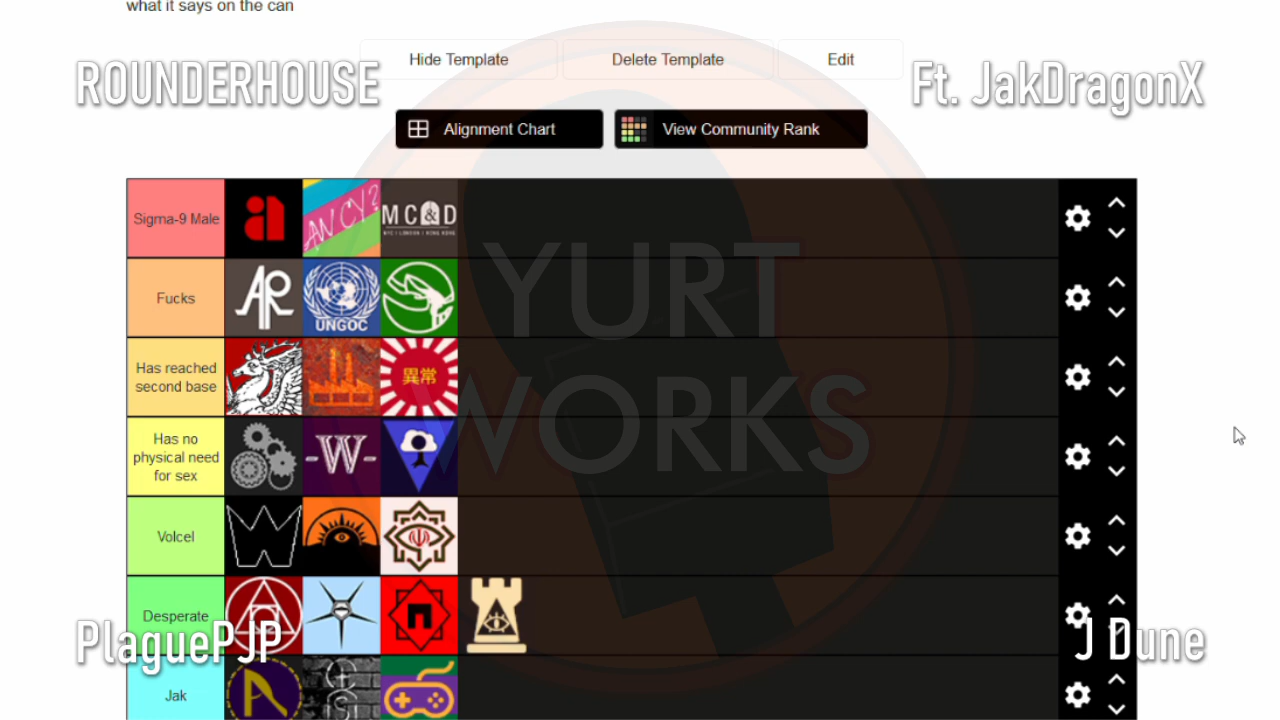 what it says on the can
Hide Template
Delete Template
Edit
ROUNDERHOUSE
Ft. JakDragonX
Alignment Chart
View Community Rank
Sigma-9 Male
a
AWCY?
MC&D
Fucks
AR
UNGOC
YURT
Has reached
second base
異常
WORKS
Has no
physical need
for sex
-W-
Volcel
W
Desperate
PlaguePJP
J Dune
Jak